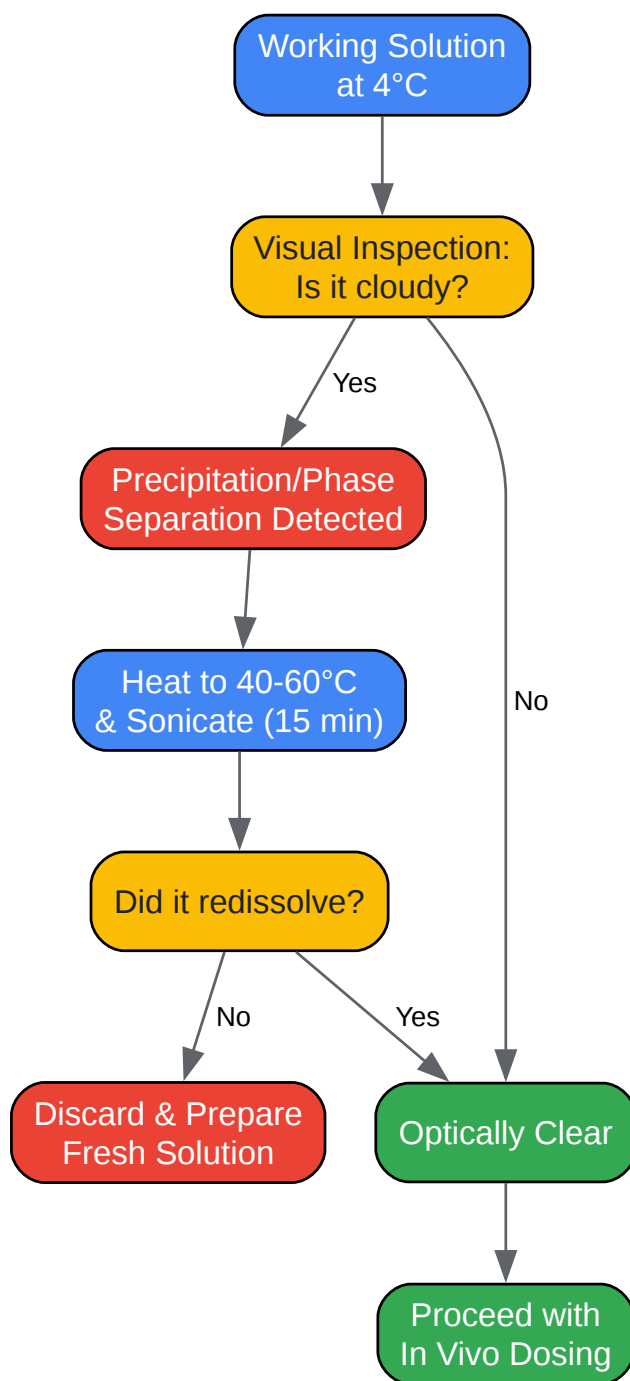 Working Solution
at 4°C
Visual Inspection:
Is it cloudy?
Yes
Precipitation/Phase
Separation Detected
Heat to 40-60°C
& Sonicate (15 min)
No
Did it redissolve?
No
Yes
Discard & Prepare
Fresh Solution
Optically Clear
Proceed with
In Vivo Dosing